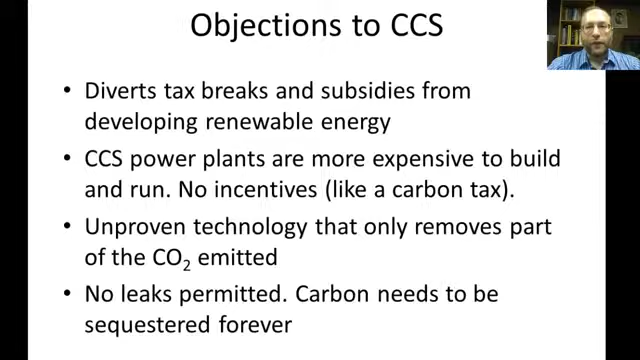 Objections to CCS
• Diverts tax breaks and subsidies from
developing renewable energy
• CCS power plants are more expensive to build
and run. No incentives (like a carbon tax).
• Unproven technology that only removes part
of the CO₂ emitted
• No leaks permitted. Carbon needs to be
sequestered forever